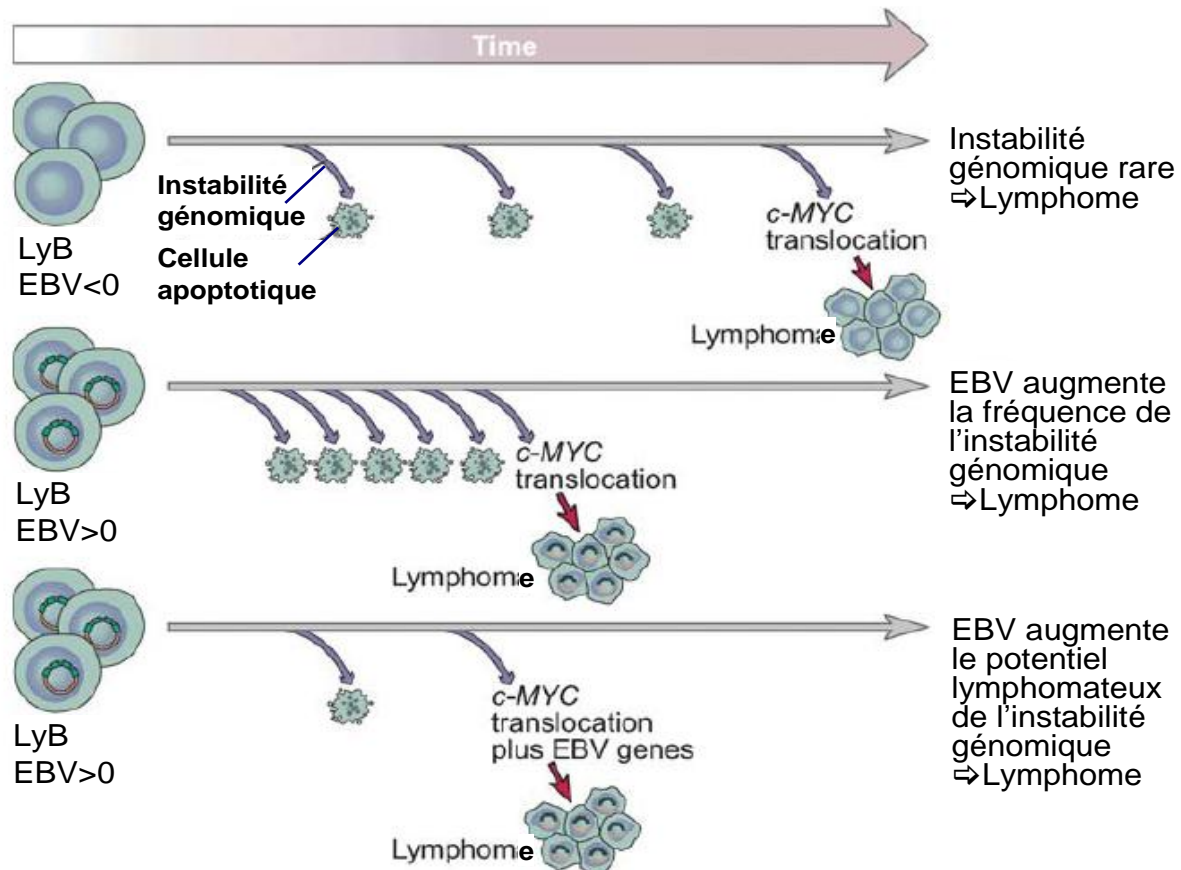 Time
Instabilité
génomique
Cellule
apoptotique
LyB
EBV<0
c-MYC
translocation
Lymphome
Instabilité
génomique rare
⇨Lymphome
LyB
EBV>0
c-MYC
translocation
Lymphome
EBV augmente
la fréquence de
l’instabilité
génomique
⇨Lymphome
LyB
EBV>0
c-MYC
translocation
plus EBV genes
Lymphome
EBV augmente
le potentiel
lymphomateux
de l’instabilité
génomique
⇨Lymphome